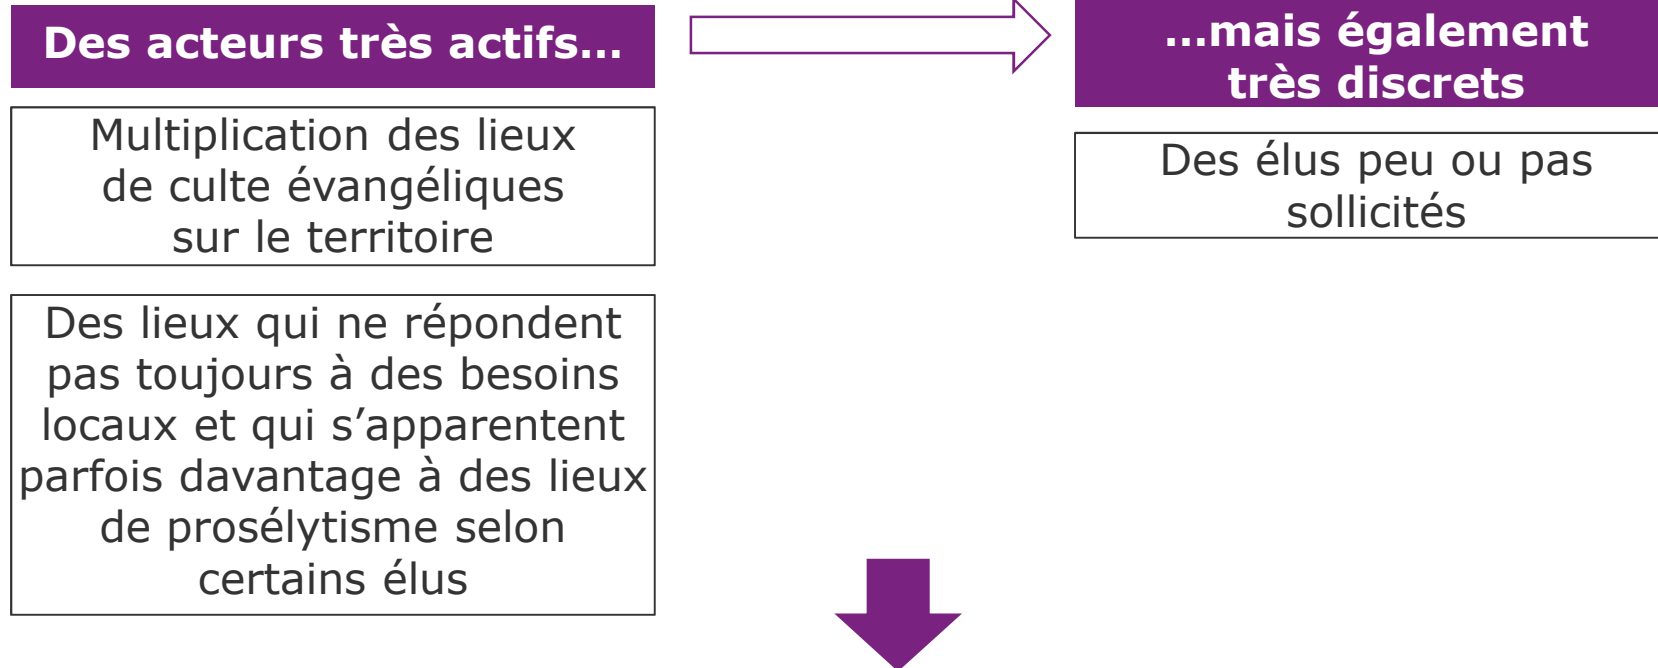 Des acteurs très actifs…
Multiplication des lieux
de culte évangéliques
sur le territoire
Des lieux qui ne répondent
pas toujours à des besoins
locaux et qui s’apparentent
parfois davantage à des lieux
de prosélytisme selon
certains élus
…mais également
très discrets
Des élus peu ou pas
sollicités